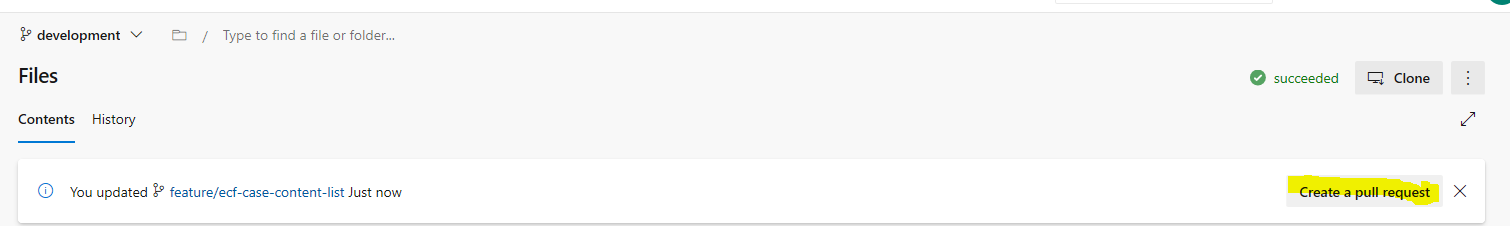 development / Type to find a file or folder...
Files
succeeded Clone
Contents History
You updated feature/ecf-case-content-list Just now Create a pull request